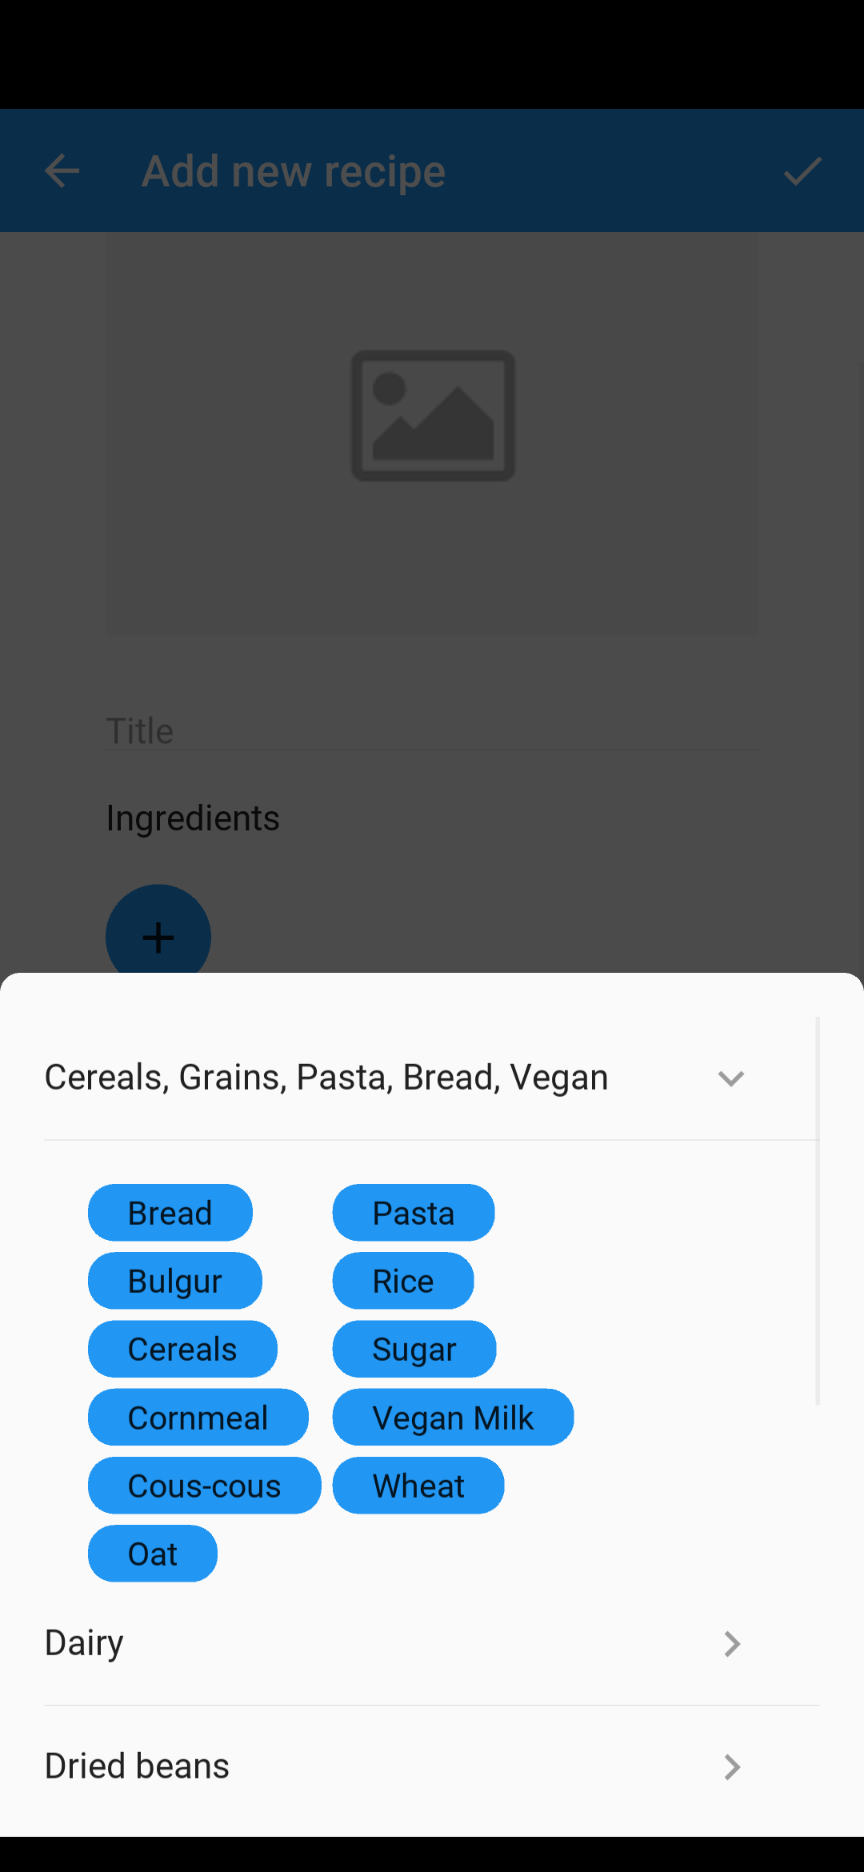 Add new recipe
Title
Ingredients
Cereals, Grains, Pasta, Bread, Vegan
Bread
Pasta
Bulgur
Rice
Cereals
Sugar
Cornmeal
Vegan Milk
Cous-cous
Wheat
Oat
Dairy
Dried beans